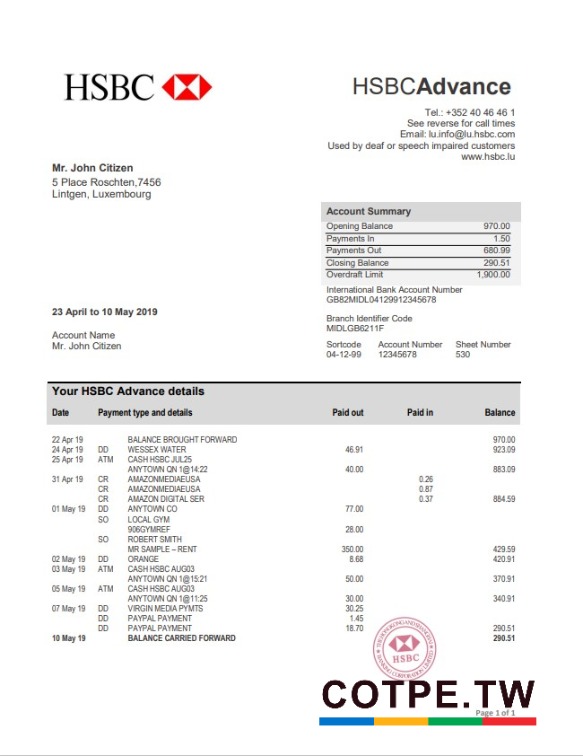 HSBC
HSBCAdvance
Tel.: +352 40 46 46 1
See reverse for call times
Email: lu.info@lu.hsbc.com
Used by deaf or speech impaired customers
www.hsbc.lu
Mr. John Citizen
5 Place Roschten,7456
Lintgen, Luxembourg
Account Summary
Opening Balance 970.00
Payments In 1.50
Payments Out 680.99
Closing Balance 290.51
Overdraft Limit 1,900.00
International Bank Account Number
GB82MIDL04129912345678
23 April to 10 May 2019
Branch Identifier Code
MIDLGB6211F
Account Name
Mr. John Citizen
Sortcode Account Number Sheet Number
04-12-99 12345678 530
Your HSBC Advance details
Date Payment type and details Paid out Paid in Balance
22 Apr 19 BALANCE BROUGHT FORWARD 970.00
24 Apr 19 DD WESSEX WATER 46.91 923.09
25 Apr 19 ATM CASH HSBC JUL25
ANYTOWN QN 1@14:22 40.00 883.09
31 Apr 19 CR AMAZONMEDIAEUSA 0.26
CR AMAZONMEDIAEUSA 0.87
CR AMAZON DIGITAL SER 0.37 884.59
01 May 19 DD ANYTOWN CO 77.00
SO LOCAL GYM
906GYMREF 28.00
SO ROBERT SMITH
MR SAMPLE – RENT 350.00 429.59
02 May 19 DD ORANGE 8.68 420.91
03 May 19 ATM CASH HSBC AUG03
ANYTOWN QN 1@15:21 50.00 370.91
05 May 19 ATM CASH HSBC AUG03
ANYTOWN QN 1@11:25 30.00 340.91
07 May 19 DD VIRGIN MEDIA PYMTS 30.25
DD PAYPAL PAYMENT 1.45
DD PAYPAL PAYMENT 18.70 290.51
10 May 19 BALANCE CARRIED FORWARD 290.51
THE HONGKONG AND SHANGHAI
HSBC
BANKING CORPORATION LIMITED
COTPE.TW
Page 1 of 1